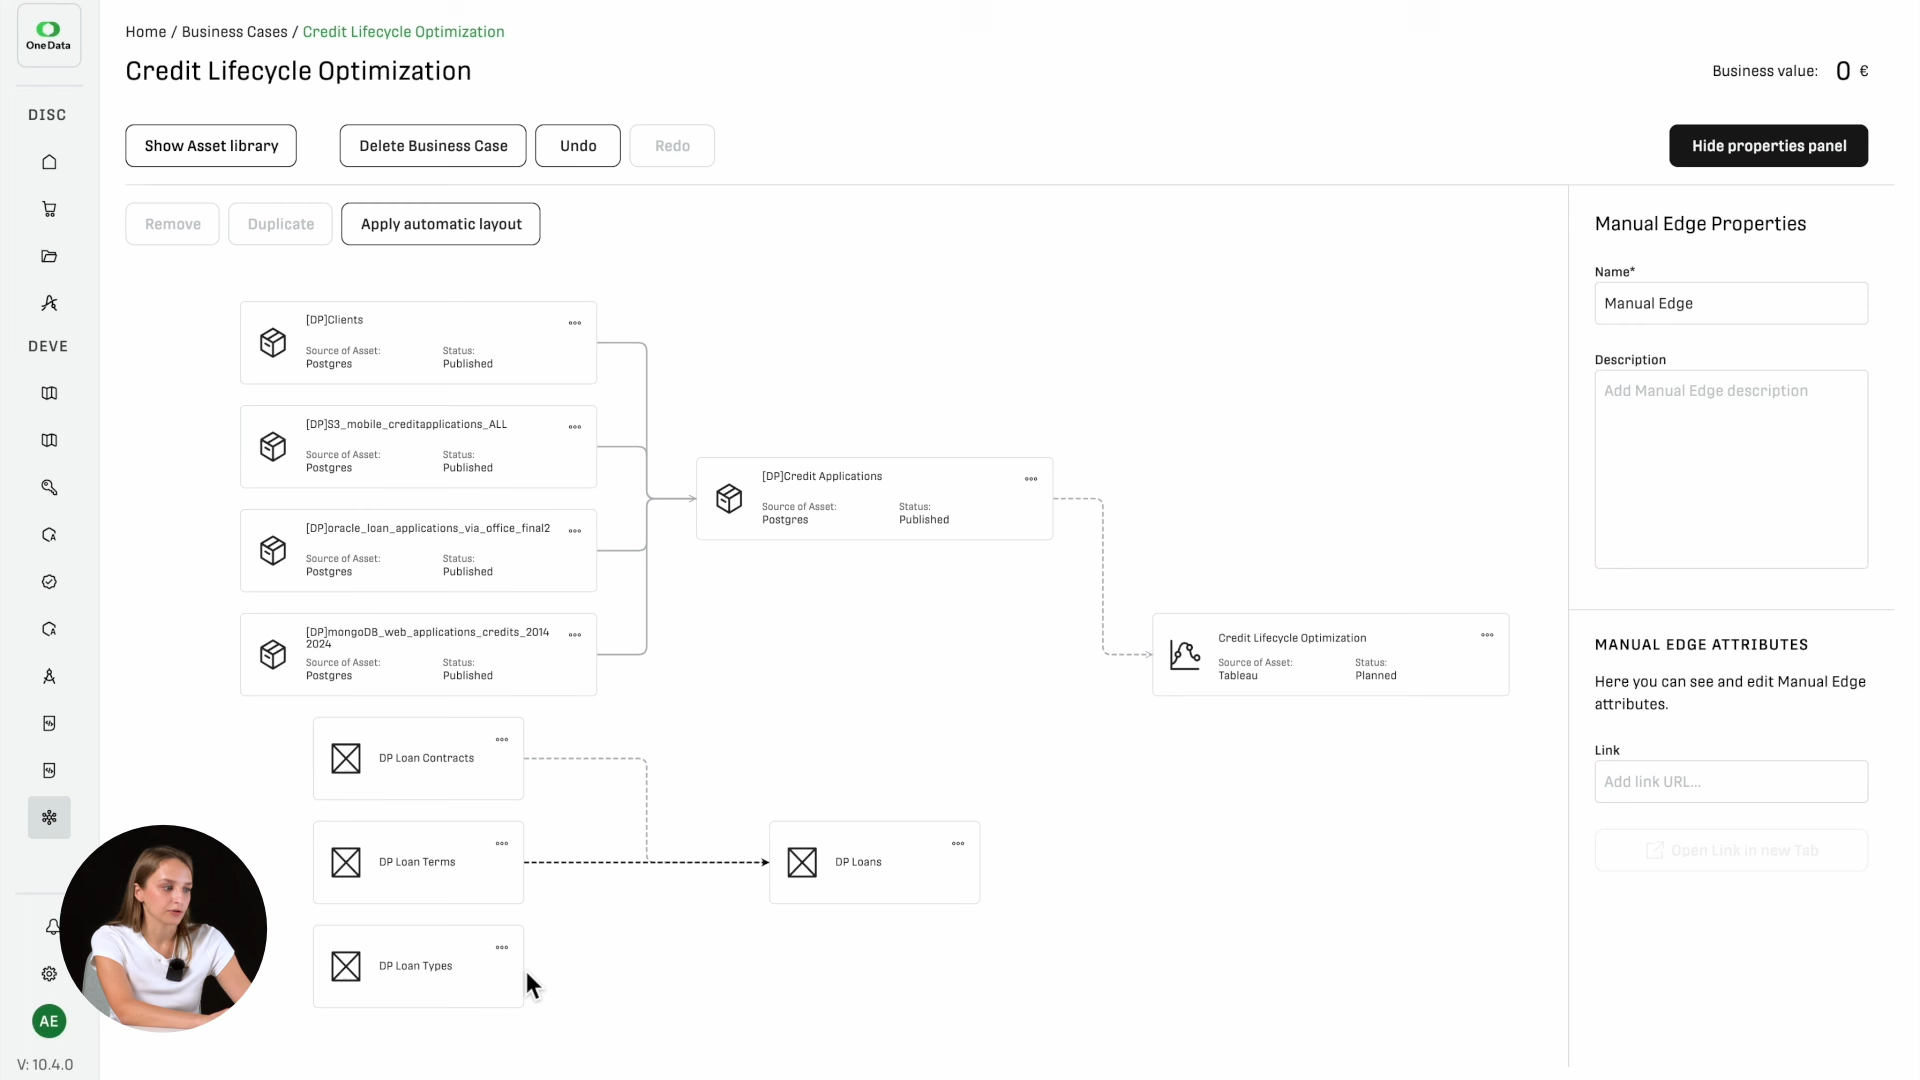 One Data
Home / Business Cases / Credit Lifecycle Optimization
Credit Lifecycle Optimization
Business value: 0 €
DISC
Show Asset library
Delete Business Case
Undo
Redo
Hide properties panel
Remove
Duplicate
Apply automatic layout
DEVE
[DP]Clients
Source of Asset:
Postgres
Status:
Published
[DP]S3_mobile_creditapplications_ALL
Source of Asset:
Postgres
Status:
Published
[DP]oracle_loan_applications_via_office_final2
Source of Asset:
Postgres
Status:
Published
[DP]mongoDB_web_applications_credits_2014
2024
Source of Asset:
Postgres
Status:
Published
[DP]Credit Applications
Source of Asset:
Postgres
Status:
Published
Credit Lifecycle Optimization
Source of Asset:
Tableau
Status:
Planned
DP Loan Contracts
DP Loan Terms
DP Loans
DP Loan Types
Manual Edge Properties
Name*
Manual Edge
Description
Add Manual Edge description
MANUAL EDGE ATTRIBUTES
Here you can see and edit Manual Edge
attributes.
Link
Add link URL...
Open Link in new Tab
AE
V: 10.4.0